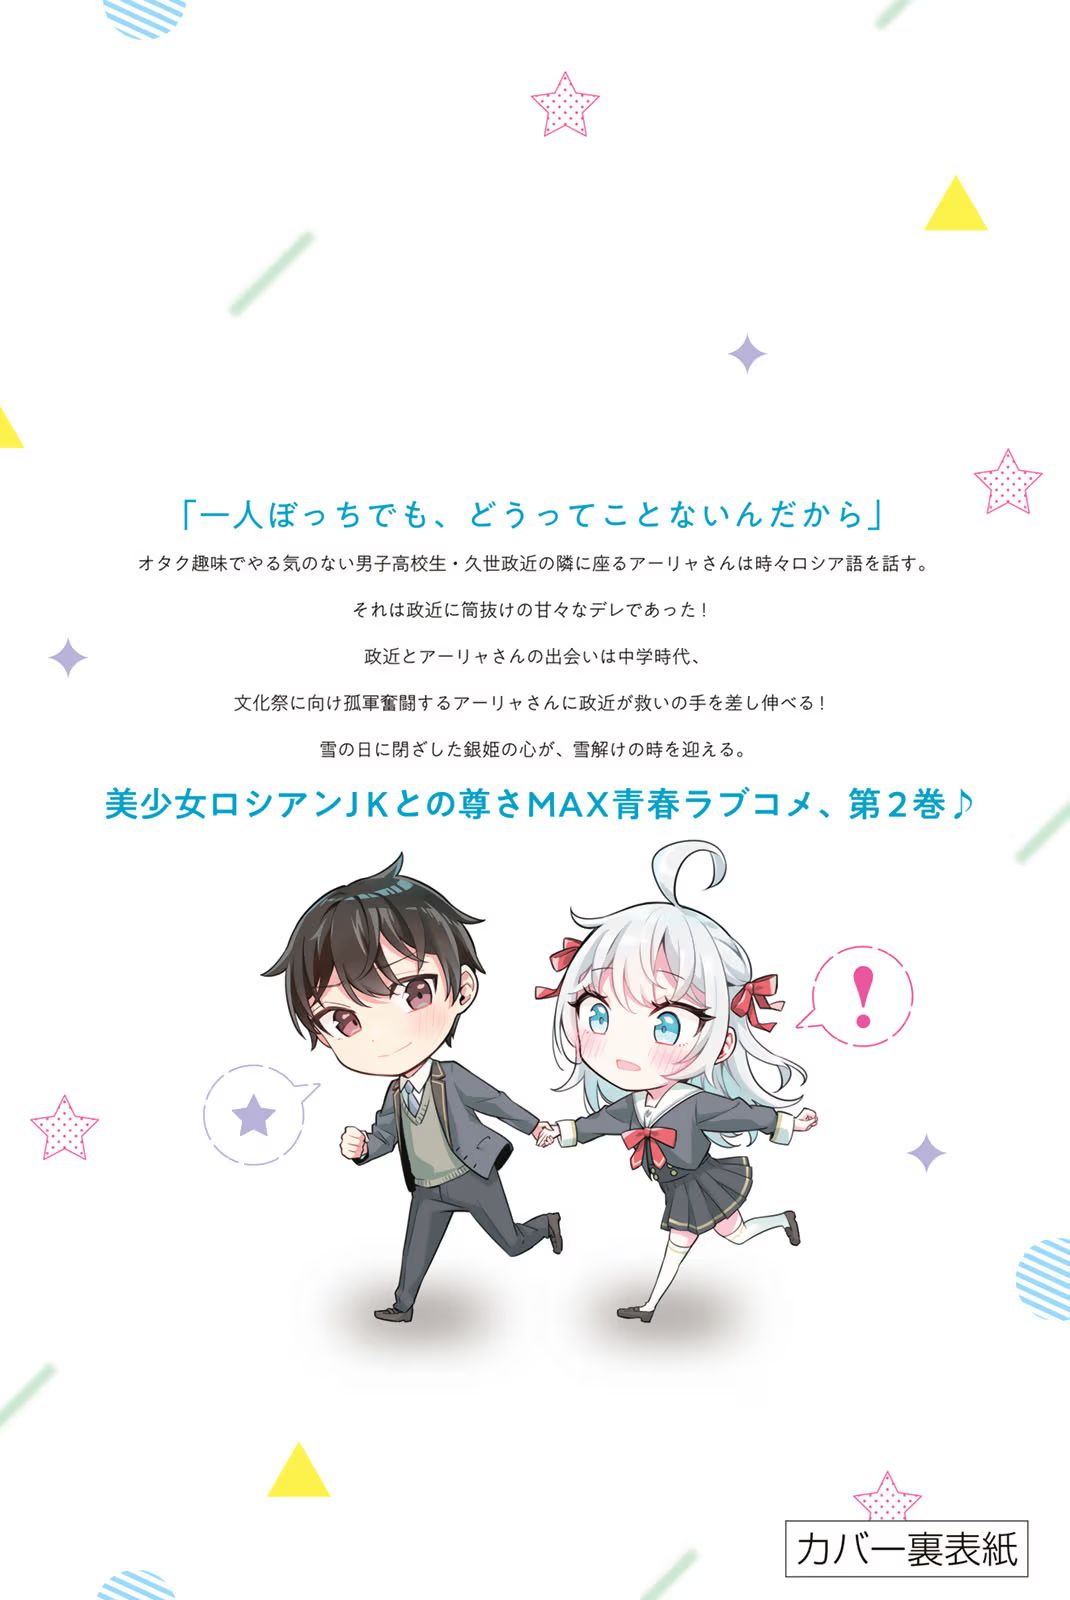 「一人ぼっちでも、どうってことないんだから」
オタク趣味でやる気のない男子高校生・久世政近の隣に座るアーリャさんは時々ロシア語を話す。
それは政近に筒抜けの甘々なデレであった！
政近とアーリャさんの出会いは中学時代、
文化祭に向け孤軍奮闘するアーリャさんに政近が救いの手を差し伸べる！
雪の日に閉ざした銀姫の心が、雪解けの時を迎える。
美少女ロシアンJKとの尊さMAX青春ラブコメ、第2巻♪
カバー裏表紙